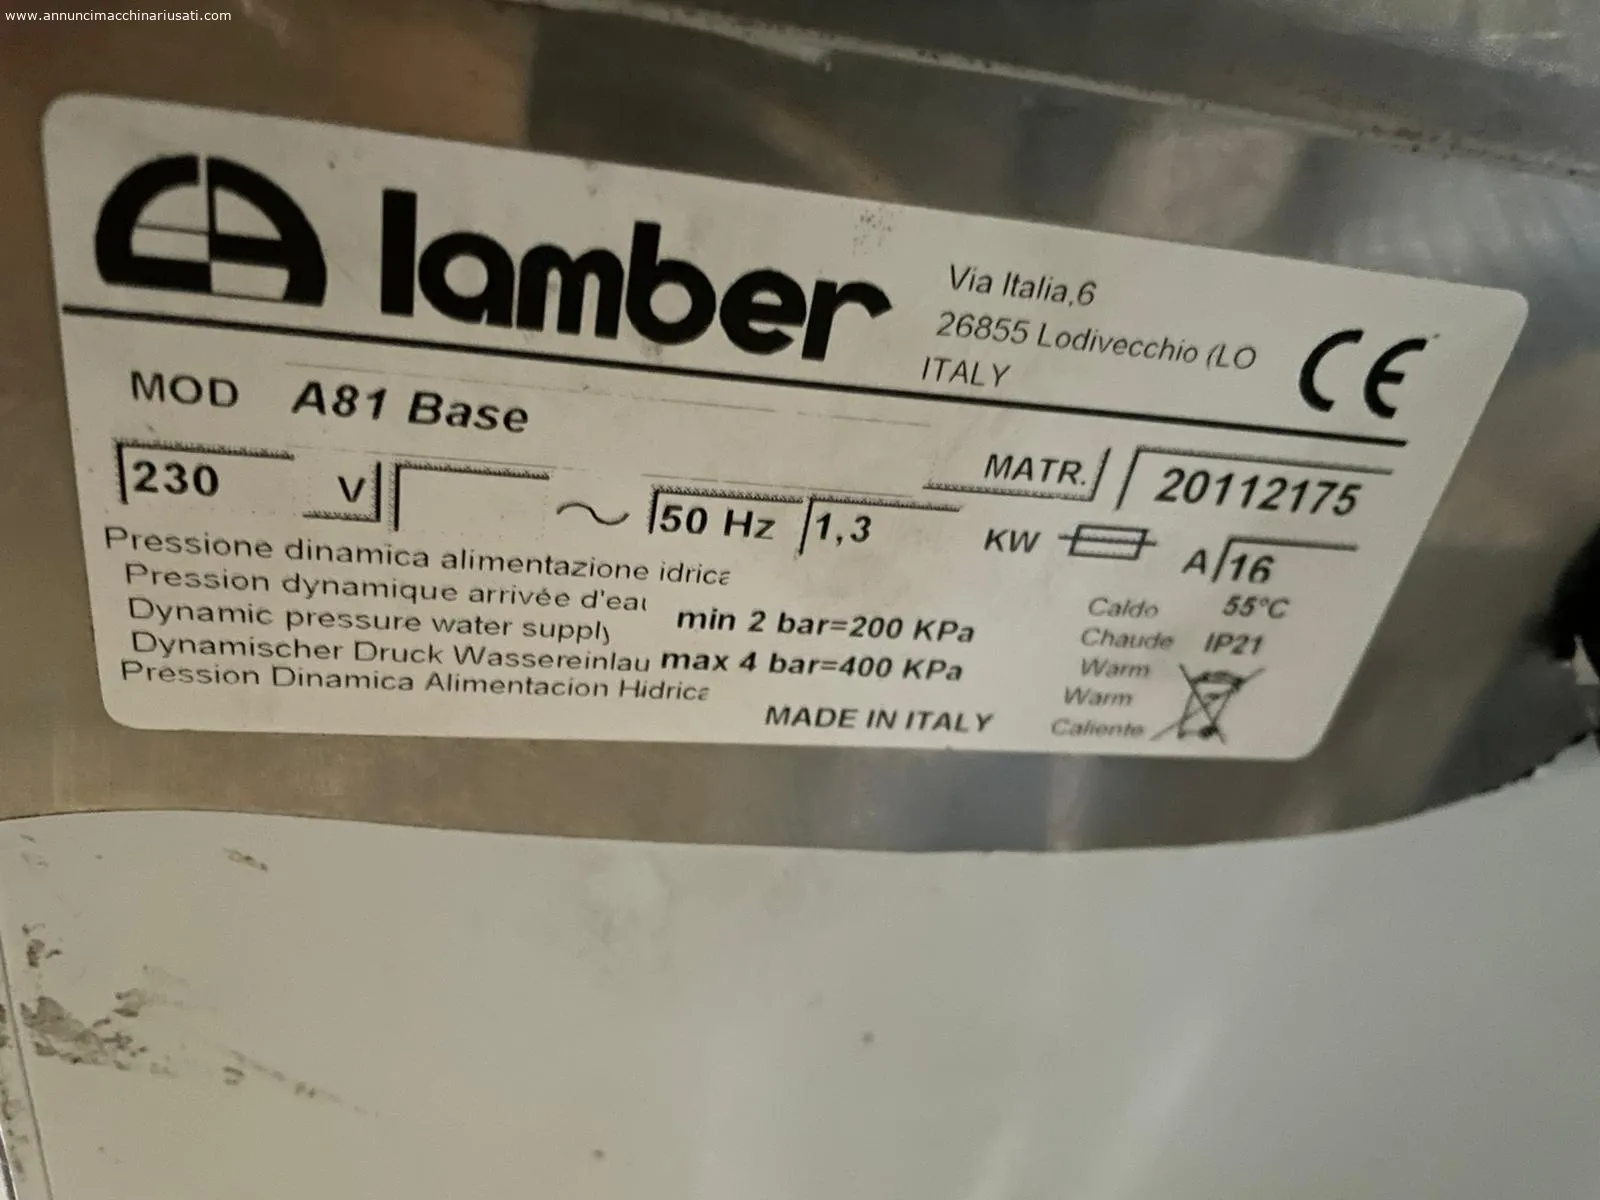 www.annuncimacchinariusati.com
lamber
Via Italia,6
26855 Lodivecchio (LO
ITALY
CE
MOD A81 Base
MATR. 20112175
230 V ~ 50 Hz 1,3 KW A 16
Pressione dinamica alimentazione idrica
Pression dynamique arrivée d'eau
Dynamic pressure water supply
Dynamischer Druck Wassereinlau
Pression Dinamica Alimentacion Hidrica
min 2 bar=200 KPa
max 4 bar=400 KPa
Caldo 55°C
Chaude IP21
Warm
Warm
Caliente
MADE IN ITALY